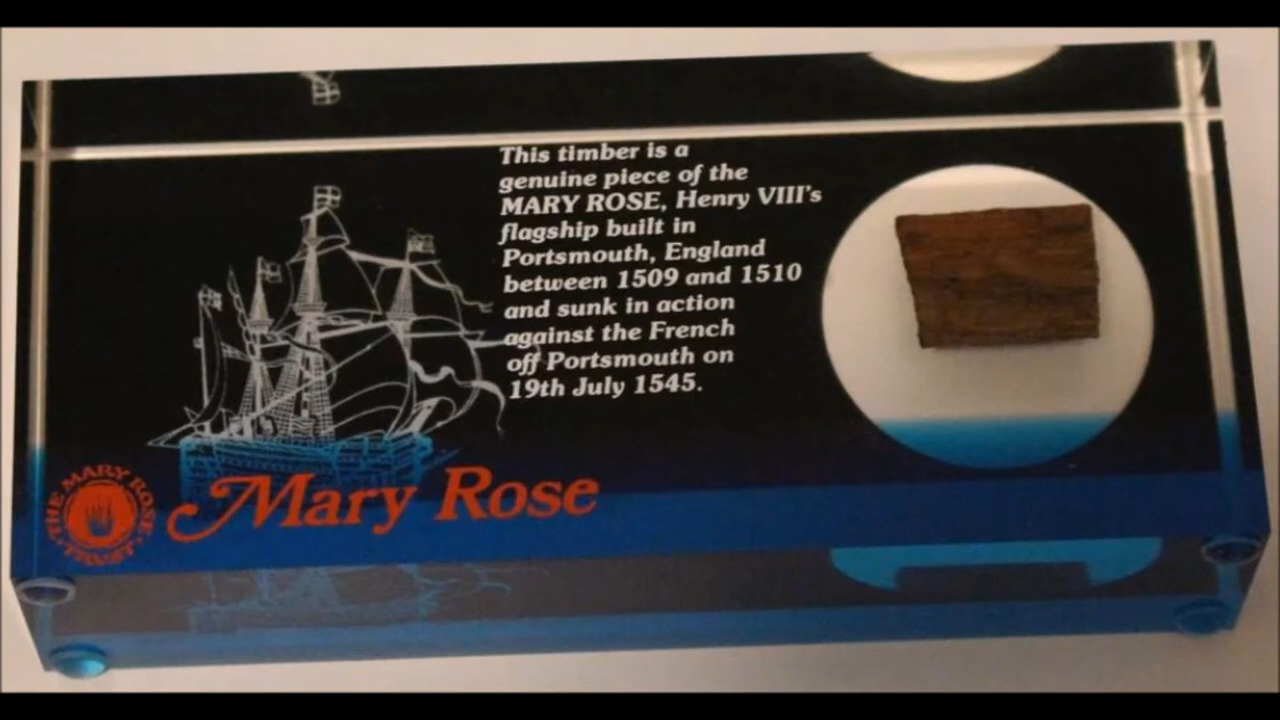 This timber is a
genuine piece of the
MARY ROSE, Henry VIII's
flagship built in
Portsmouth, England
between 1509 and 1510
and sunk in action
against the French
off Portsmouth on
19th July 1545.
Mary Rose
THE MARY ROSE
TRUST